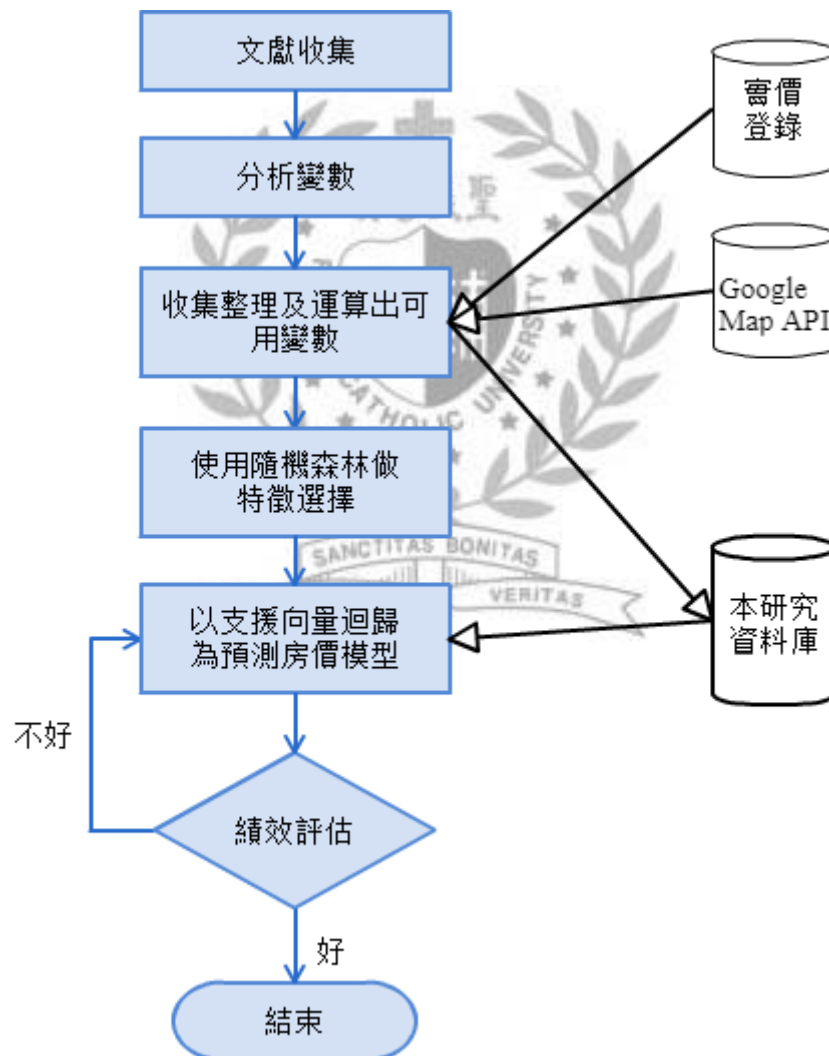 文獻收集
分析變數
收集整理及運算出可
用變數
使用隨機森林做
特徵選擇
以支援向量迴歸
為預測房價模型
不好
績效評估
好
結束
實價
登錄
Google
Map API
本研究
資料庫
聖
CATHOLIC UNIVERSITY
SANCTITAS BONITAS
VERITAS